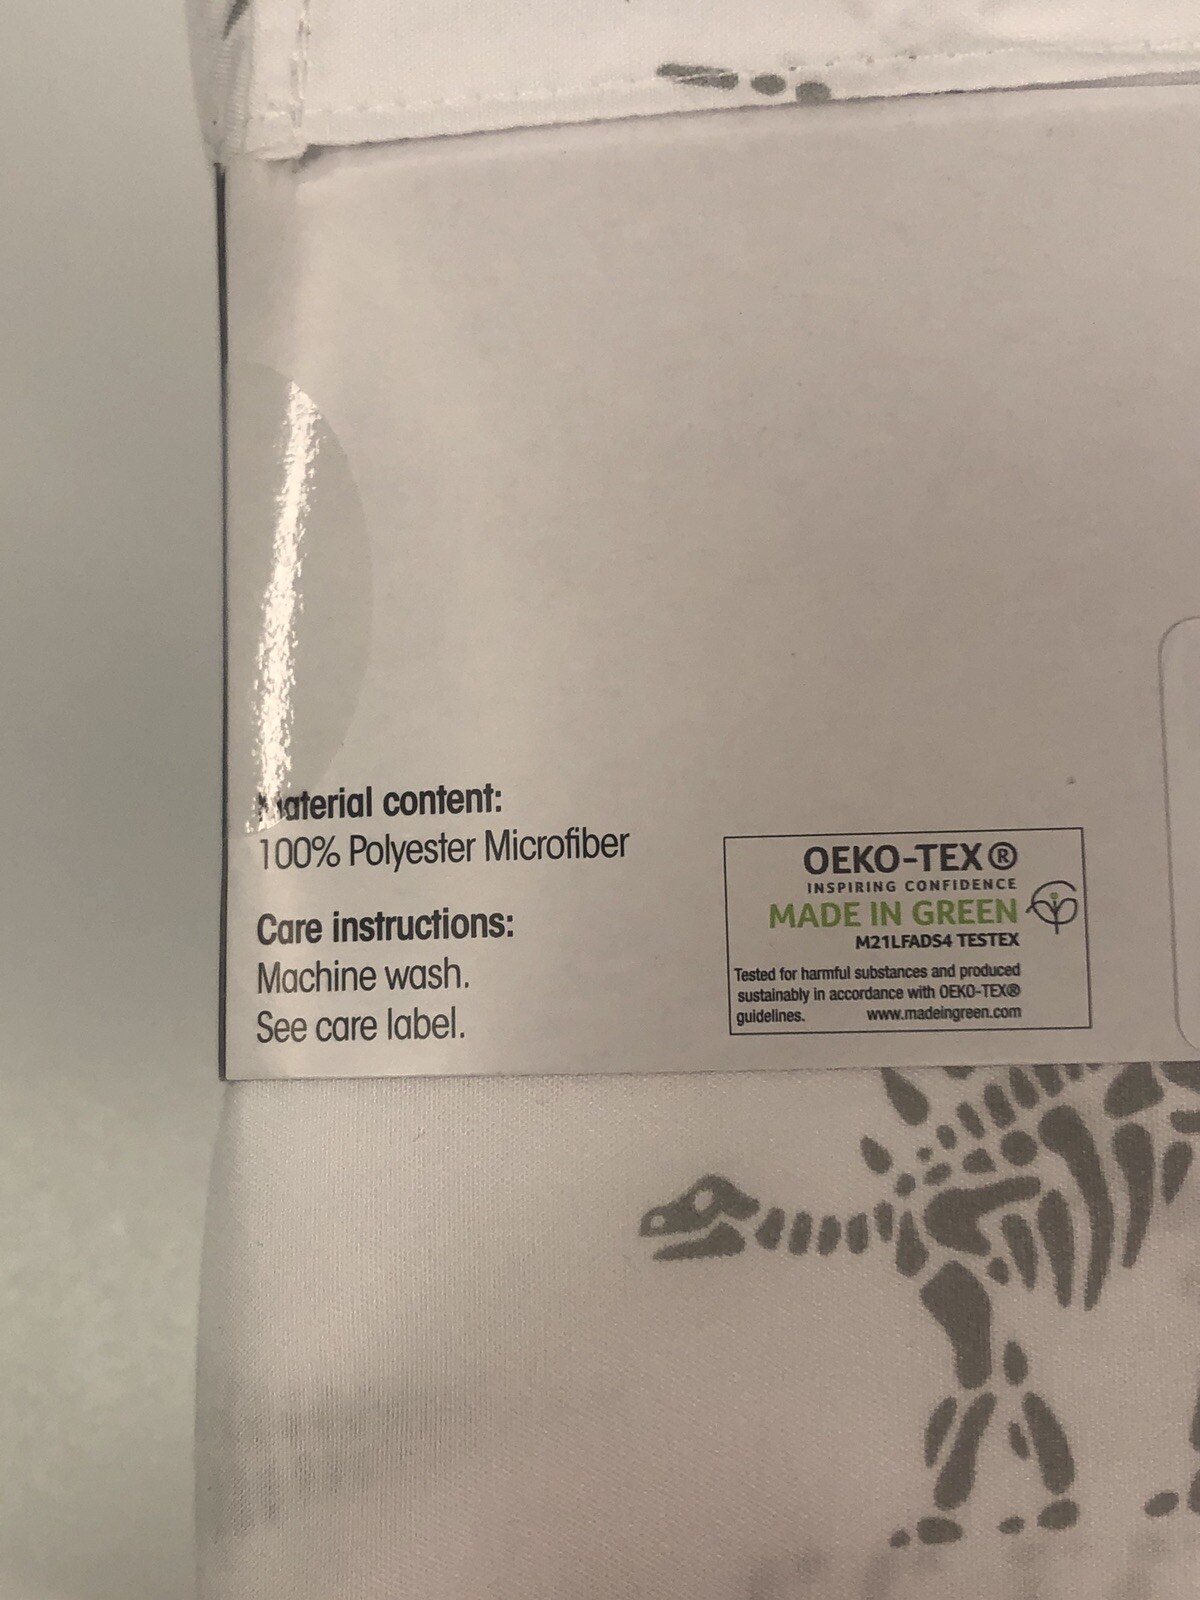 Material content:
100% Polyester Microfiber
Care instructions:
Machine wash.
See care label.
OEKO-TEX®
INSPIRING CONFIDENCE
MADE IN GREEN
M21LFADS4 TESTEX
Tested for harmful substances and produced
sustainably in accordance with OEKO-TEX®
guidelines. www.madeingreen.com